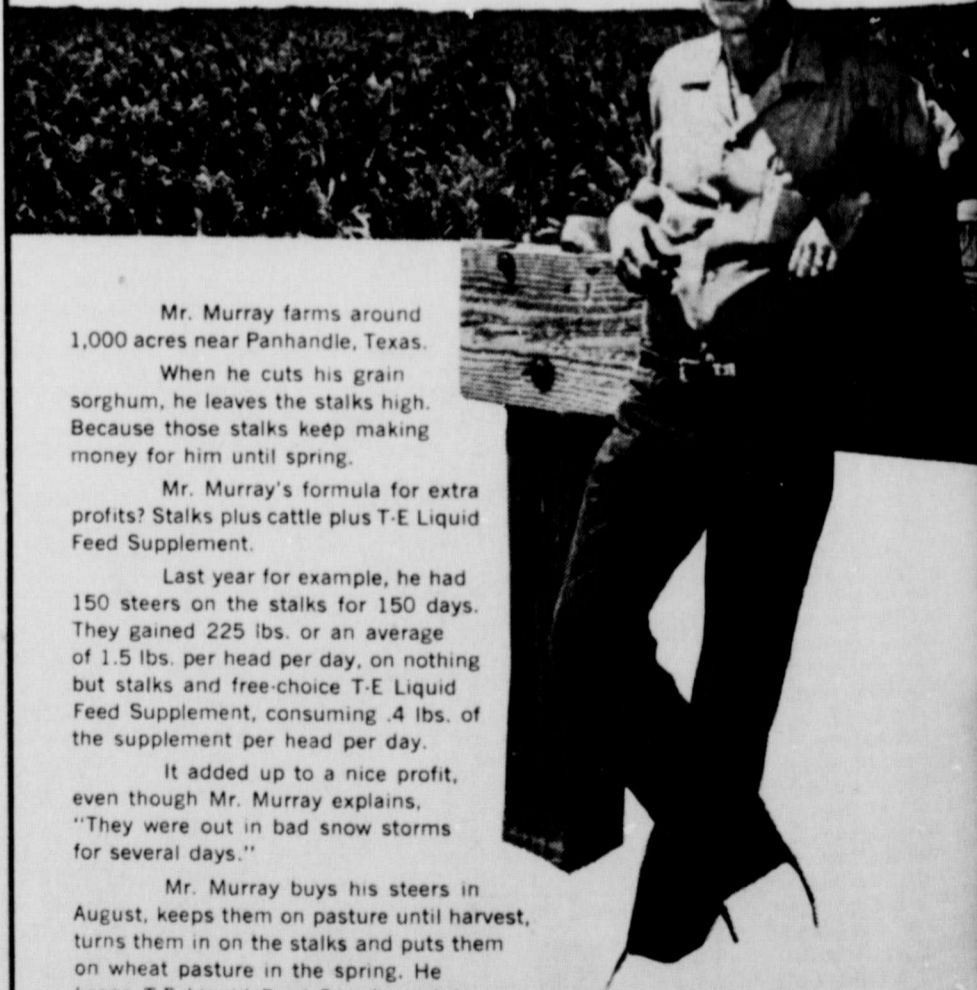 Mr. Murray farms around
1,000 acres near Panhandle, Texas.
When he cuts his grain
sorghum, he leaves the stalks high.
Because those stalks keep making
money for him until spring.
Mr. Murray's formula for extra
profits? Stalks plus cattle plus T-E Liquid
Feed Supplement.
Last year for example, he had
150 steers on the stalks for 150 days.
They gained 225 lbs. or an average
of 1.5 lbs. per head per day, on nothing
but stalks and free-choice T-E Liquid
Feed Supplement, consuming .4 lbs. of
the supplement per head per day.
It added up to a nice profit,
even though Mr. Murray explains,
"They were out in bad snow storms
for several days."
Mr. Murray buys his steers in
August, keeps them on pasture until harvest,
turns them in on the stalks and puts them
on wheat pasture in the spring. He